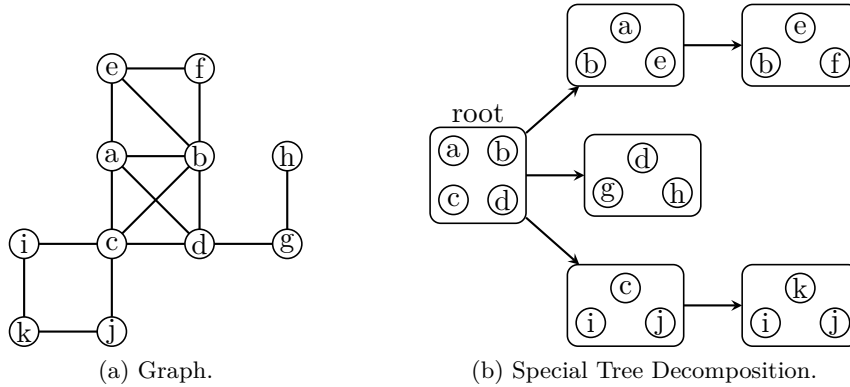 a
e f
b e
b f
e
root
a b
h
a b
d
c d
g h
i c d g
c
k
k j
i j
i j
(a) Graph.
(b) Special Tree Decomposition.